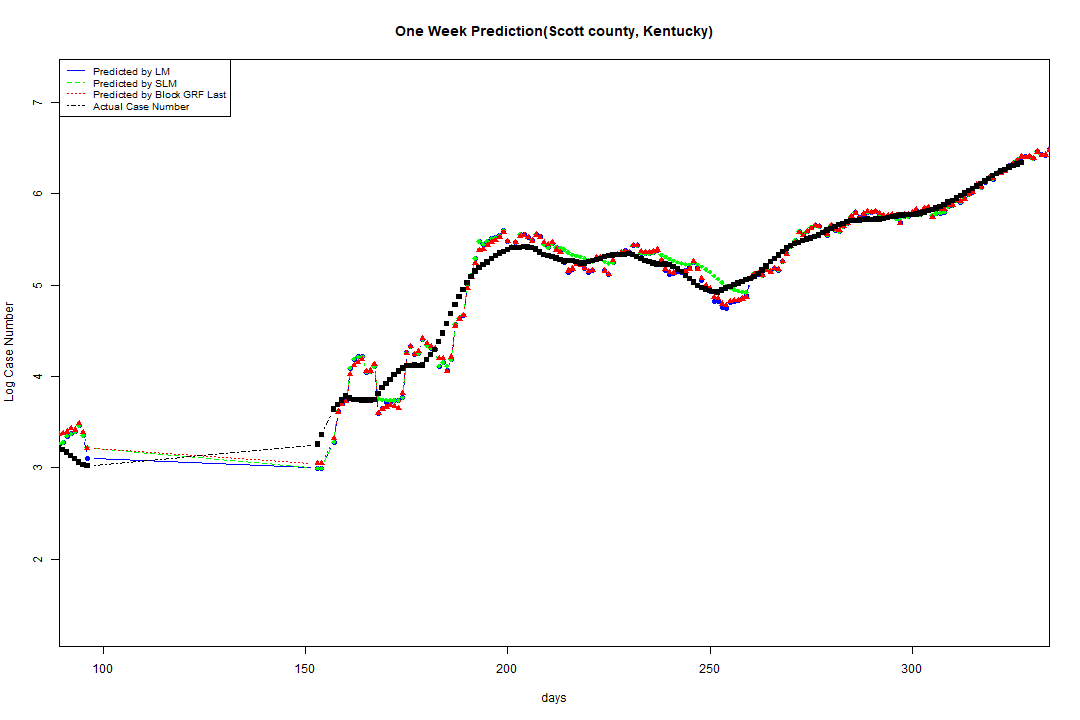 One Week Prediction(Scott county, Kentucky)
Predicted by LM
Predicted by SLM
Predicted by Block GRF Last
Actual Case Number
7
6
5
4
3
2
Log Case Number
100 150 200 250 300
days